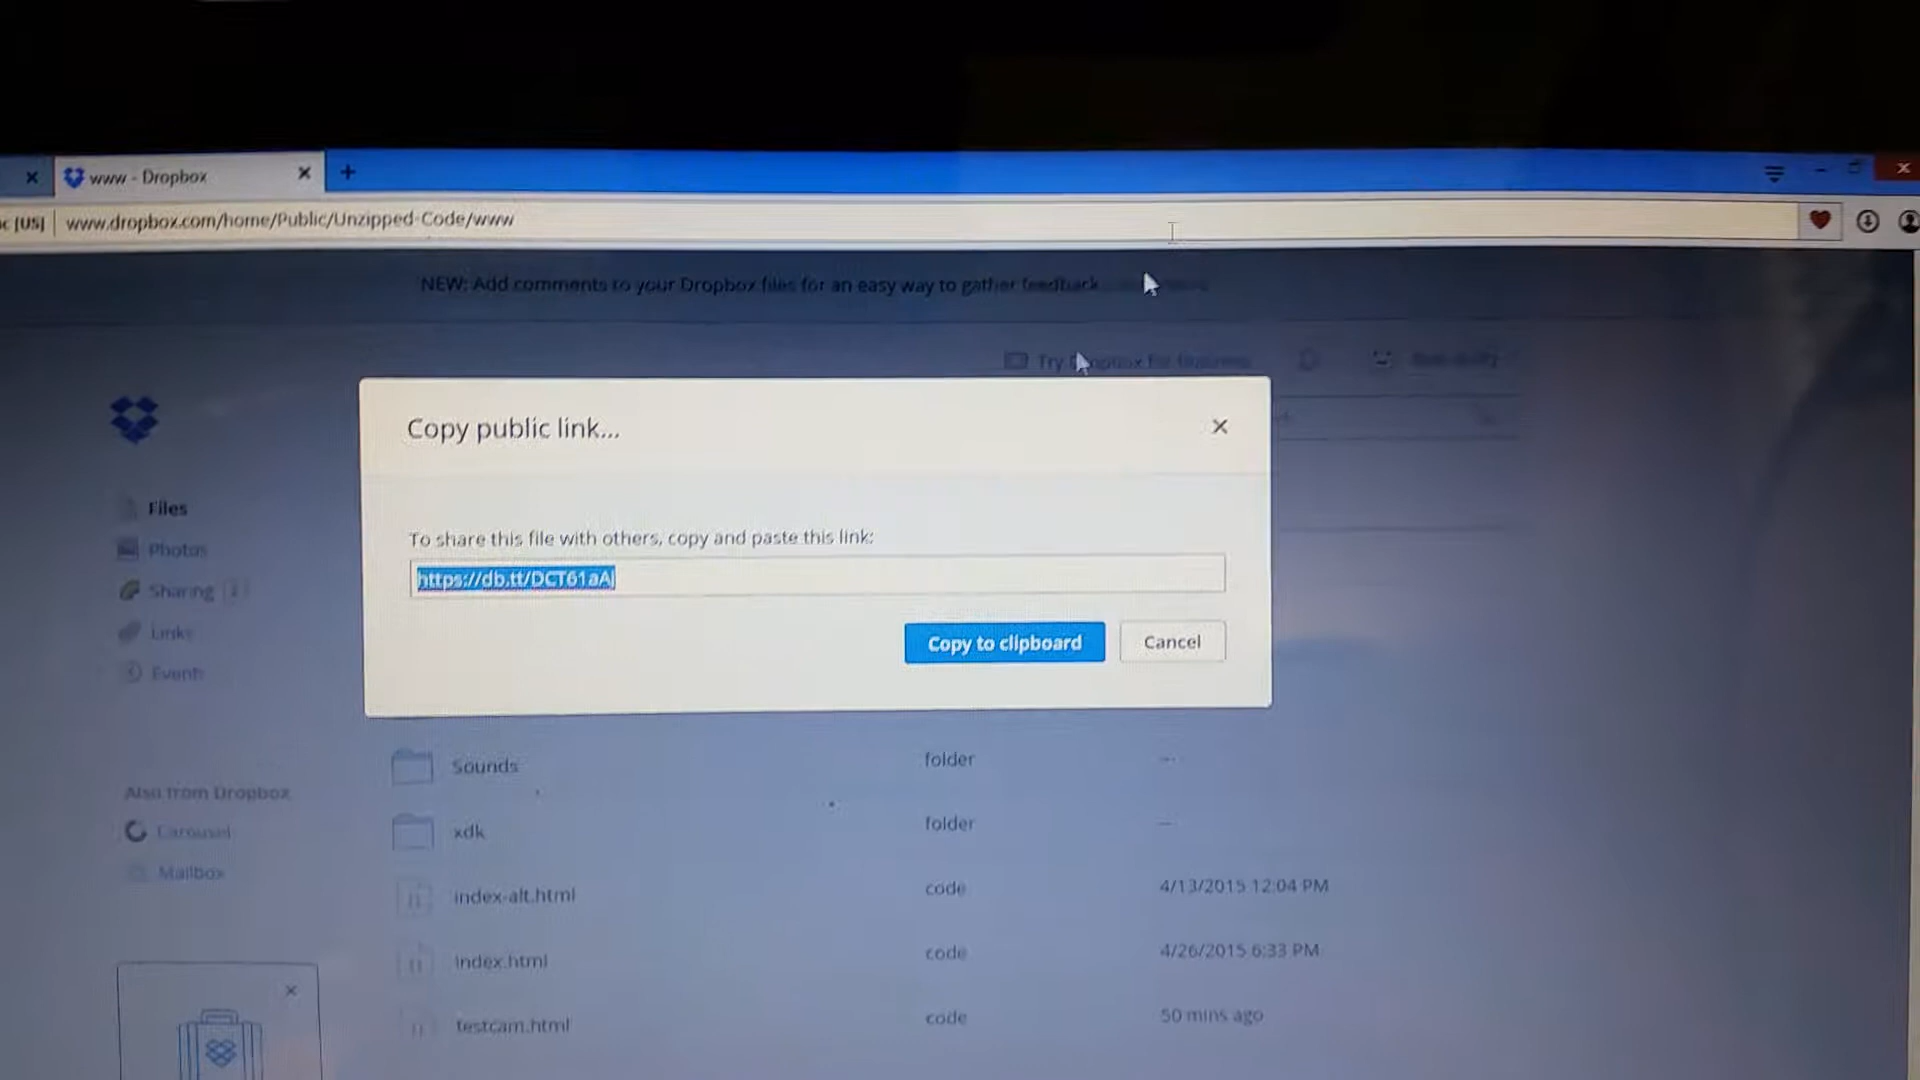 www - Dropbox
[US] www.dropbox.com/home/Public/Unzipped-Code/www
NEW: Add comments to your Dropbox files for an easy way to gather feedback
Try Dropbox for Business
Copy public link...
To share this file with others, copy and paste this link:
https://db.tt/DCT61aAJ
Copy to clipboard
Cancel
Files
Photos
Sharing
Links
Events
Also from Dropbox
Carousel
Mailbox
Sounds folder --
xdk folder --
index-alt.html code 4/13/2015 12:04 PM
index.html code 4/26/2015 6:33 PM
testcam.html code 50 mins ago